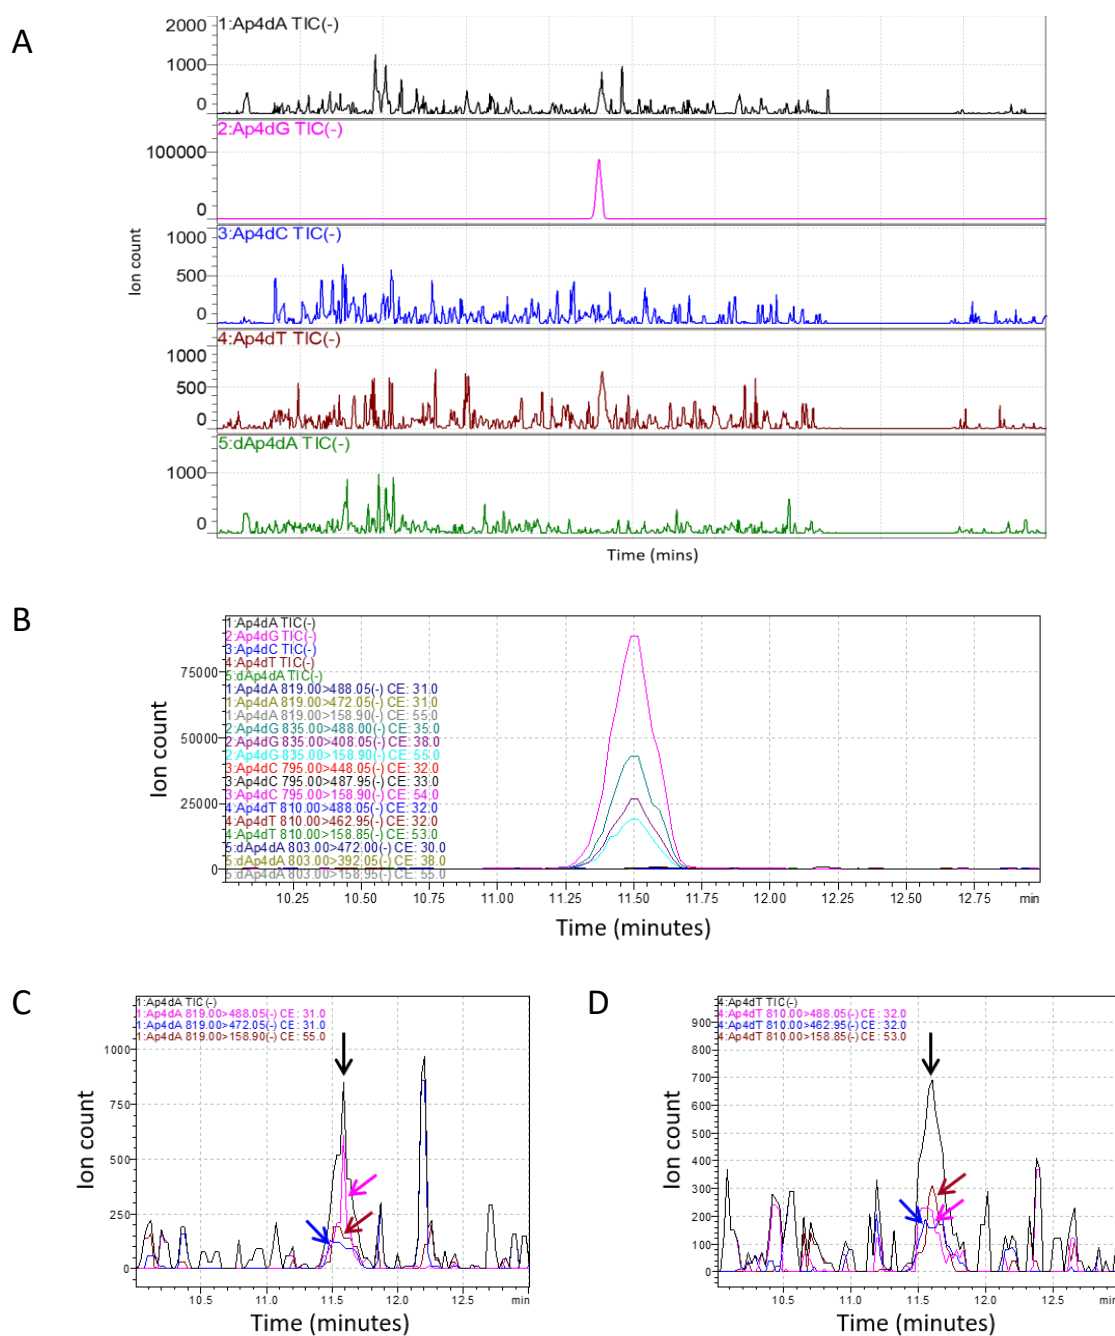 A
2000
1:Ap4dA TIC(-)
1000
0
2:Ap4dG TIC(-)
100000
0
1000
3:Ap4dC TIC(-)
500
0
4:Ap4dT TIC(-)
1000
500
0
5:dAp4dA TIC(-)
1000
0
Ion count
Time (mins)
B
1:Ap4dA TIC(-)
2:Ap4dG TIC(-)
3:Ap4dC TIC(-)
4:Ap4dT TIC(-)
5:dAp4dA TIC(-)
1:Ap4dA 819.00>488.05(-) CE: 31.0
1:Ap4dA 819.00>472.05(-) CE: 31.0
1:Ap4dA 819.00>158.90(-) CE: 55.0
2:Ap4dG 835.00>488.00(-) CE: 35.0
2:Ap4dG 835.00>408.05(-) CE: 38.0
2:Ap4dG 835.00>158.90(-) CE: 55.0
3:Ap4dC 795.00>448.05(-) CE: 32.0
3:Ap4dC 795.00>487.95(-) CE: 33.0
3:Ap4dC 795.00>158.90(-) CE: 54.0
4:Ap4dT 810.00>488.05(-) CE: 32.0
4:Ap4dT 810.00>462.95(-) CE: 32.0
4:Ap4dT 810.00>158.85(-) CE: 53.0
5:dAp4dA 803.00>472.00(-) CE: 30.0
5:dAp4dA 803.00>392.05(-) CE: 38.0
5:dAp4dA 803.00>158.95(-) CE: 55.0
75000
50000
25000
0
Ion count
10.25 10.50 10.75 11.00 11.25 11.50 11.75 12.00 12.25 12.50 12.75 min
Time (minutes)
C
1:Ap4dA TIC(-)
1:Ap4dA 819.00>488.05(-) CE: 31.0
1:Ap4dA 819.00>472.05(-) CE: 31.0
1:Ap4dA 819.00>158.90(-) CE: 55.0
1000
750
500
250
0
Ion count
10.5 11.0 11.5 12.0 12.5 min
Time (minutes)
D
4:Ap4dT TIC(-)
4:Ap4dT 810.00>488.05(-) CE: 32.0
4:Ap4dT 810.00>462.95(-) CE: 32.0
4:Ap4dT 810.00>158.85(-) CE: 53.0
900
800
700
600
500
400
300
200
100
0
Ion count
10.5 11.0 11.5 12.0 12.5 min
Time (minutes)